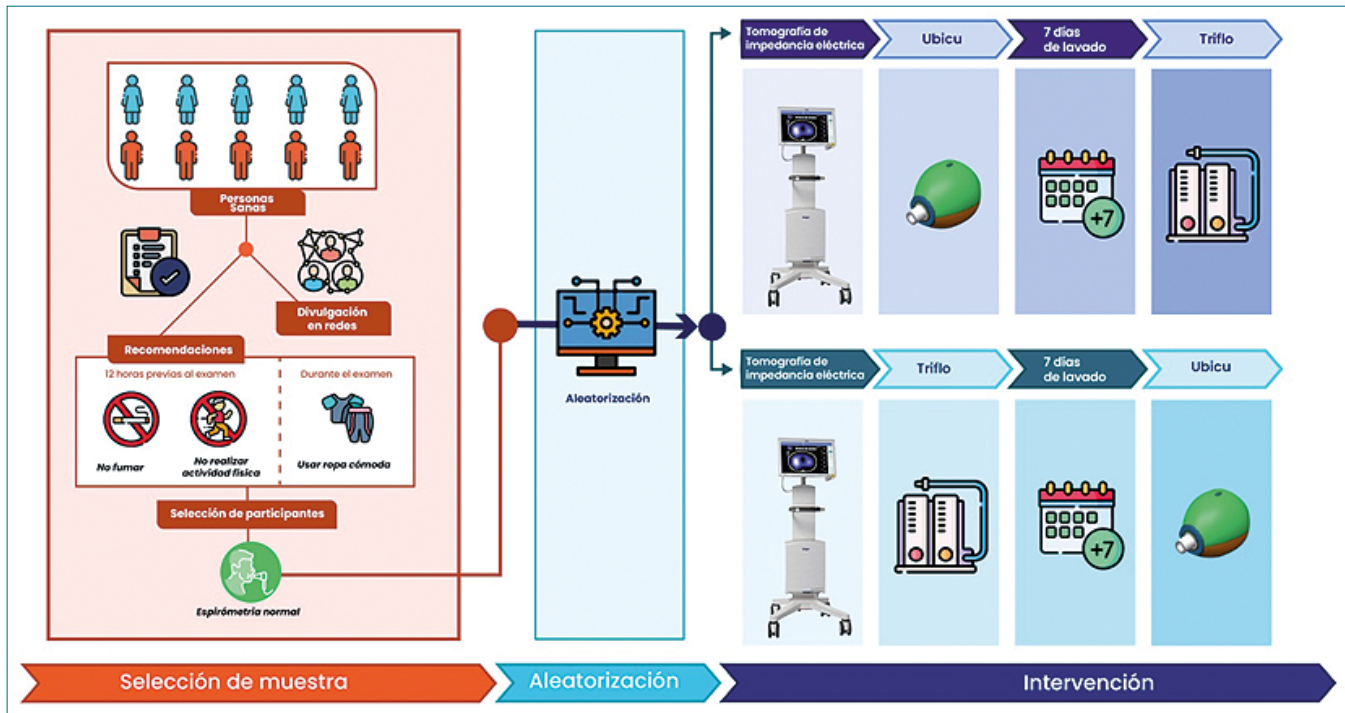 Personas
Sanas
Divulgación
en redes
Recomendaciones
12 horas previas al examen
Durante el examen
No fumar
No realizar
actividad física
Usar ropa cómoda
Selección de participantes
Espirómetría normal
Aleatorización
Tomografía de
impedancia eléctrica
Ubicu
7 días
de lavado
Triflo
+7
Tomografía de
impedancia eléctrica
Triflo
7 días
de lavado
Ubicu
+7
Selección de muestra
Aleatorización
Intervención